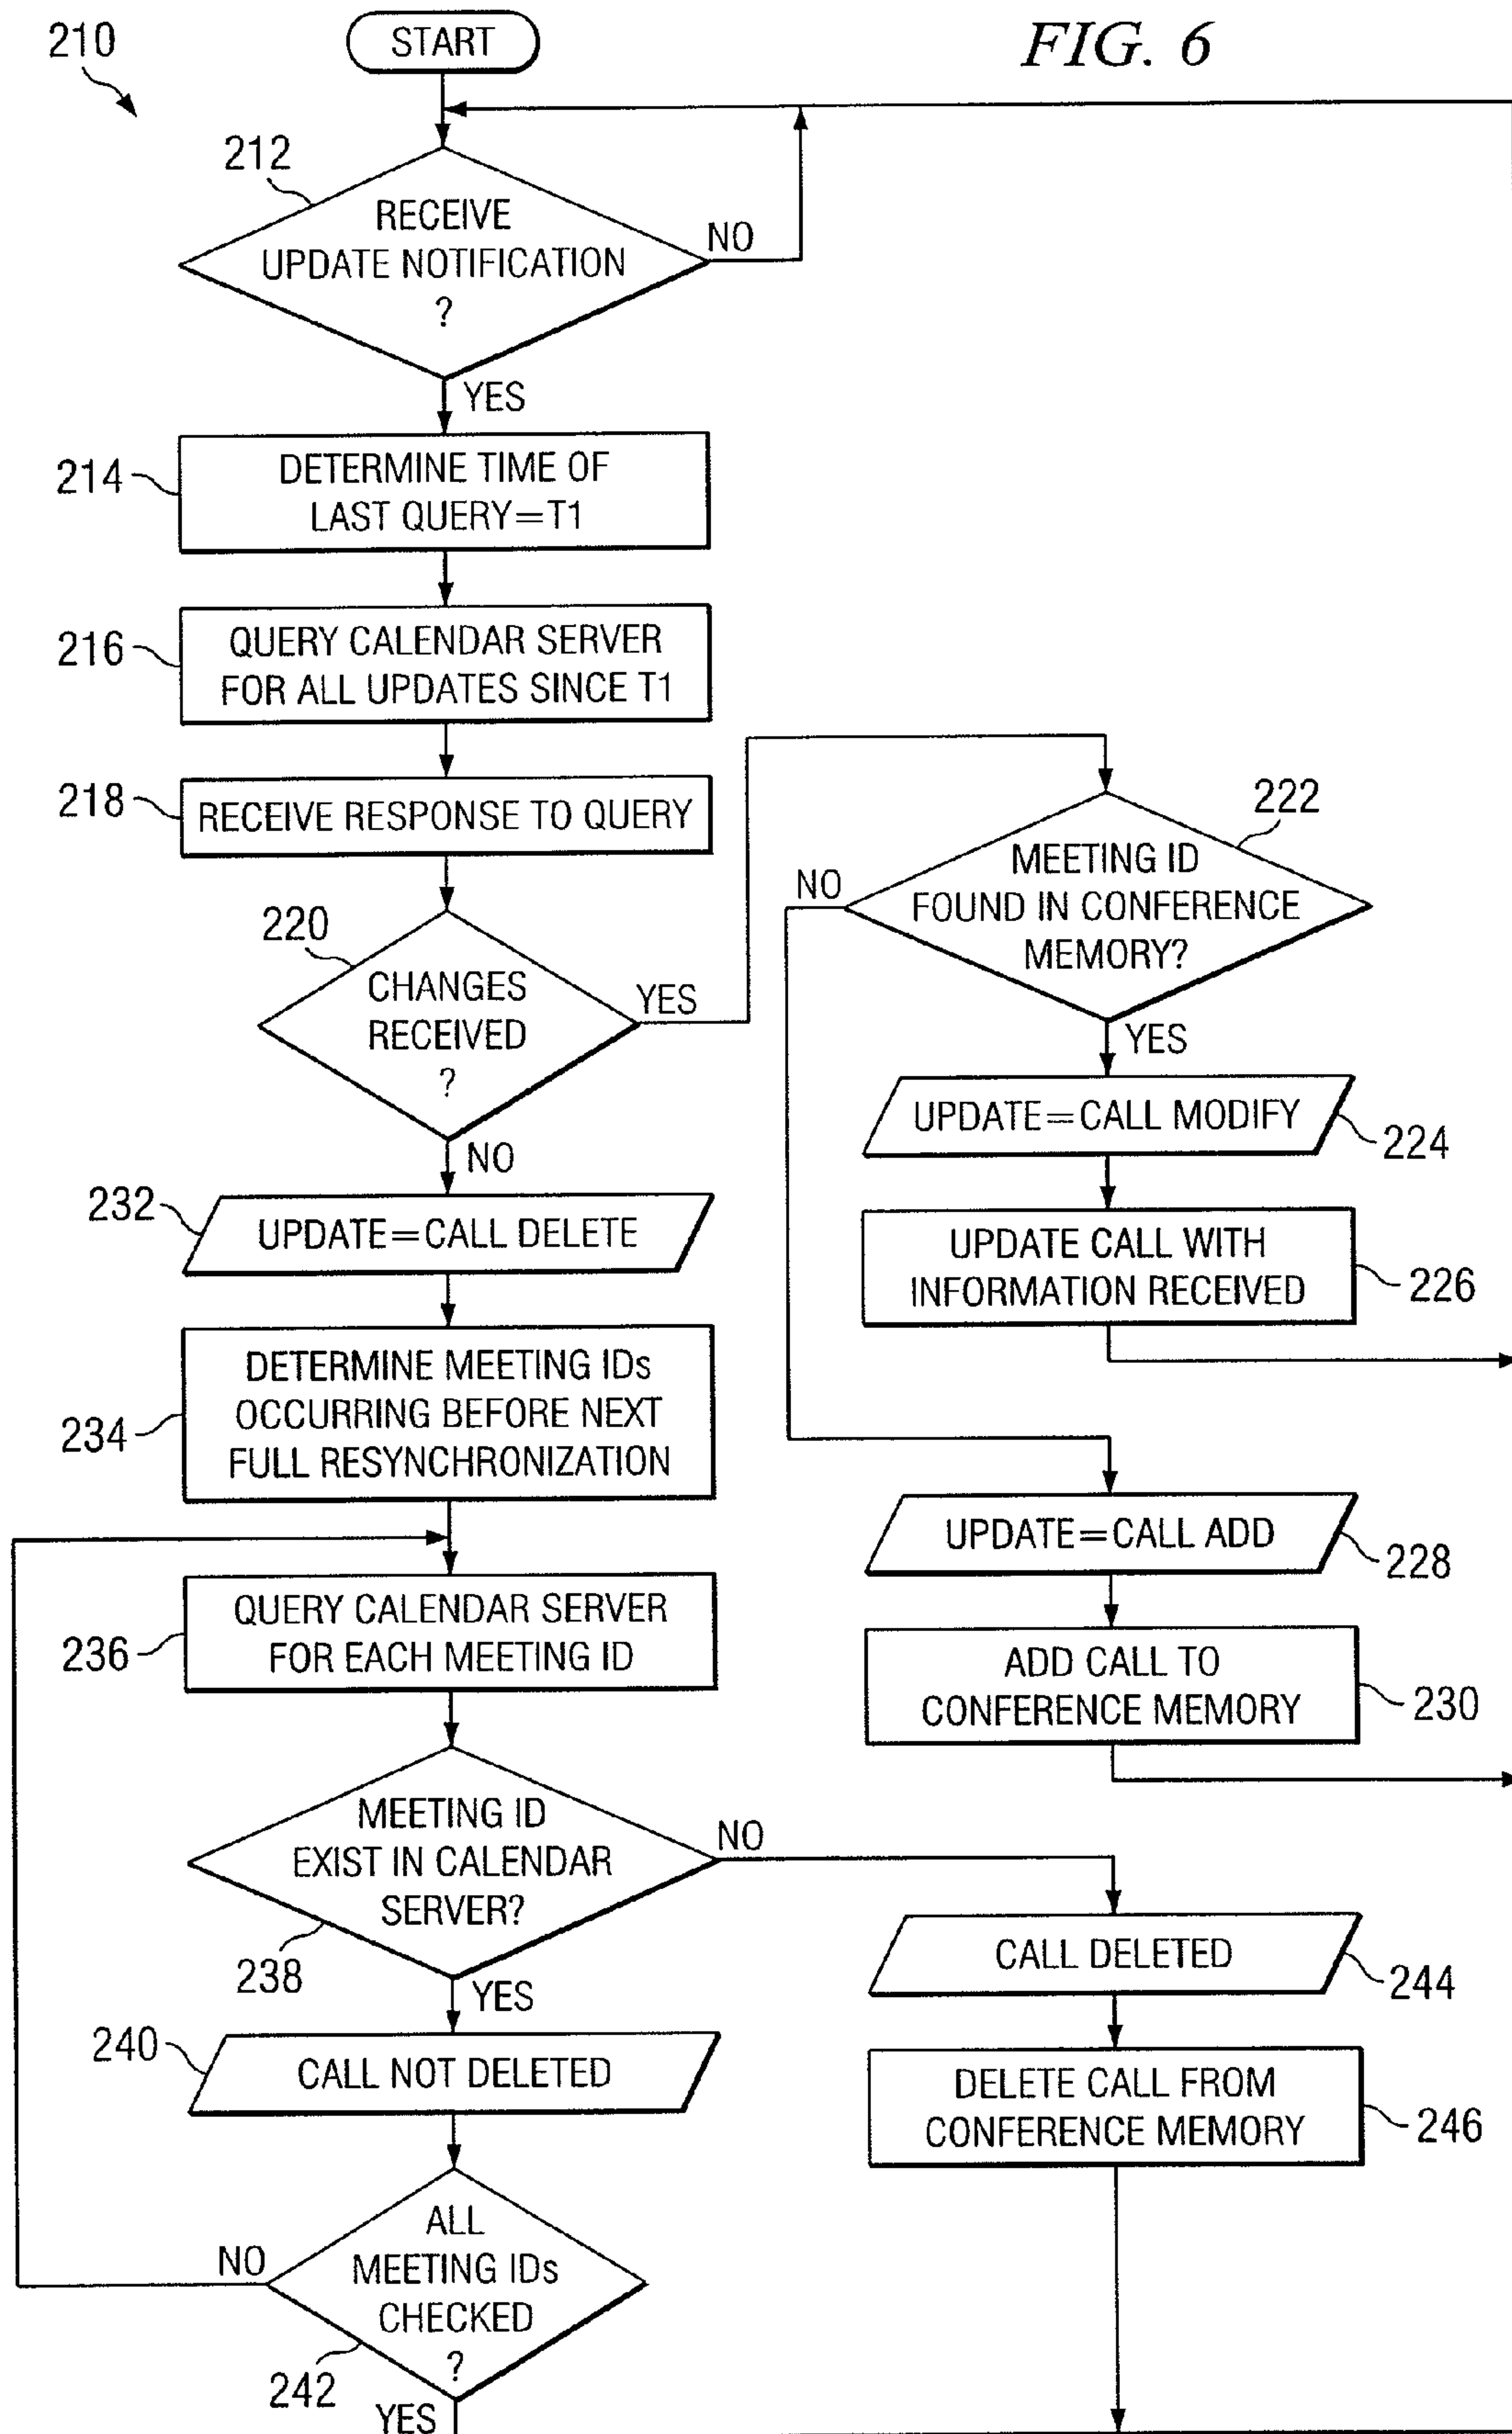 210
START
FIG. 6
212
RECEIVE
UPDATE NOTIFICATION
?
NO
YES
214
DETERMINE TIME OF
LAST QUERY=T1
216
QUERY CALENDAR SERVER
FOR ALL UPDATES SINCE T1
218
RECEIVE RESPONSE TO QUERY
220
CHANGES
RECEIVED
?
YES
NO
222
MEETING ID
FOUND IN CONFERENCE
MEMORY?
NO
YES
UPDATE=CALL MODIFY
224
UPDATE CALL WITH
INFORMATION RECEIVED
226
232
UPDATE=CALL DELETE
234
DETERMINE MEETING IDs
OCCURRING BEFORE NEXT
FULL RESYNCHRONIZATION
UPDATE=CALL ADD
228
ADD CALL TO
CONFERENCE MEMORY
230
236
QUERY CALENDAR SERVER
FOR EACH MEETING ID
MEETING ID
EXIST IN CALENDAR
SERVER?
238
NO
YES
240
CALL NOT DELETED
CALL DELETED
244
DELETE CALL FROM
CONFERENCE MEMORY
246
ALL
MEETING IDs
CHECKED
?
242
NO
YES